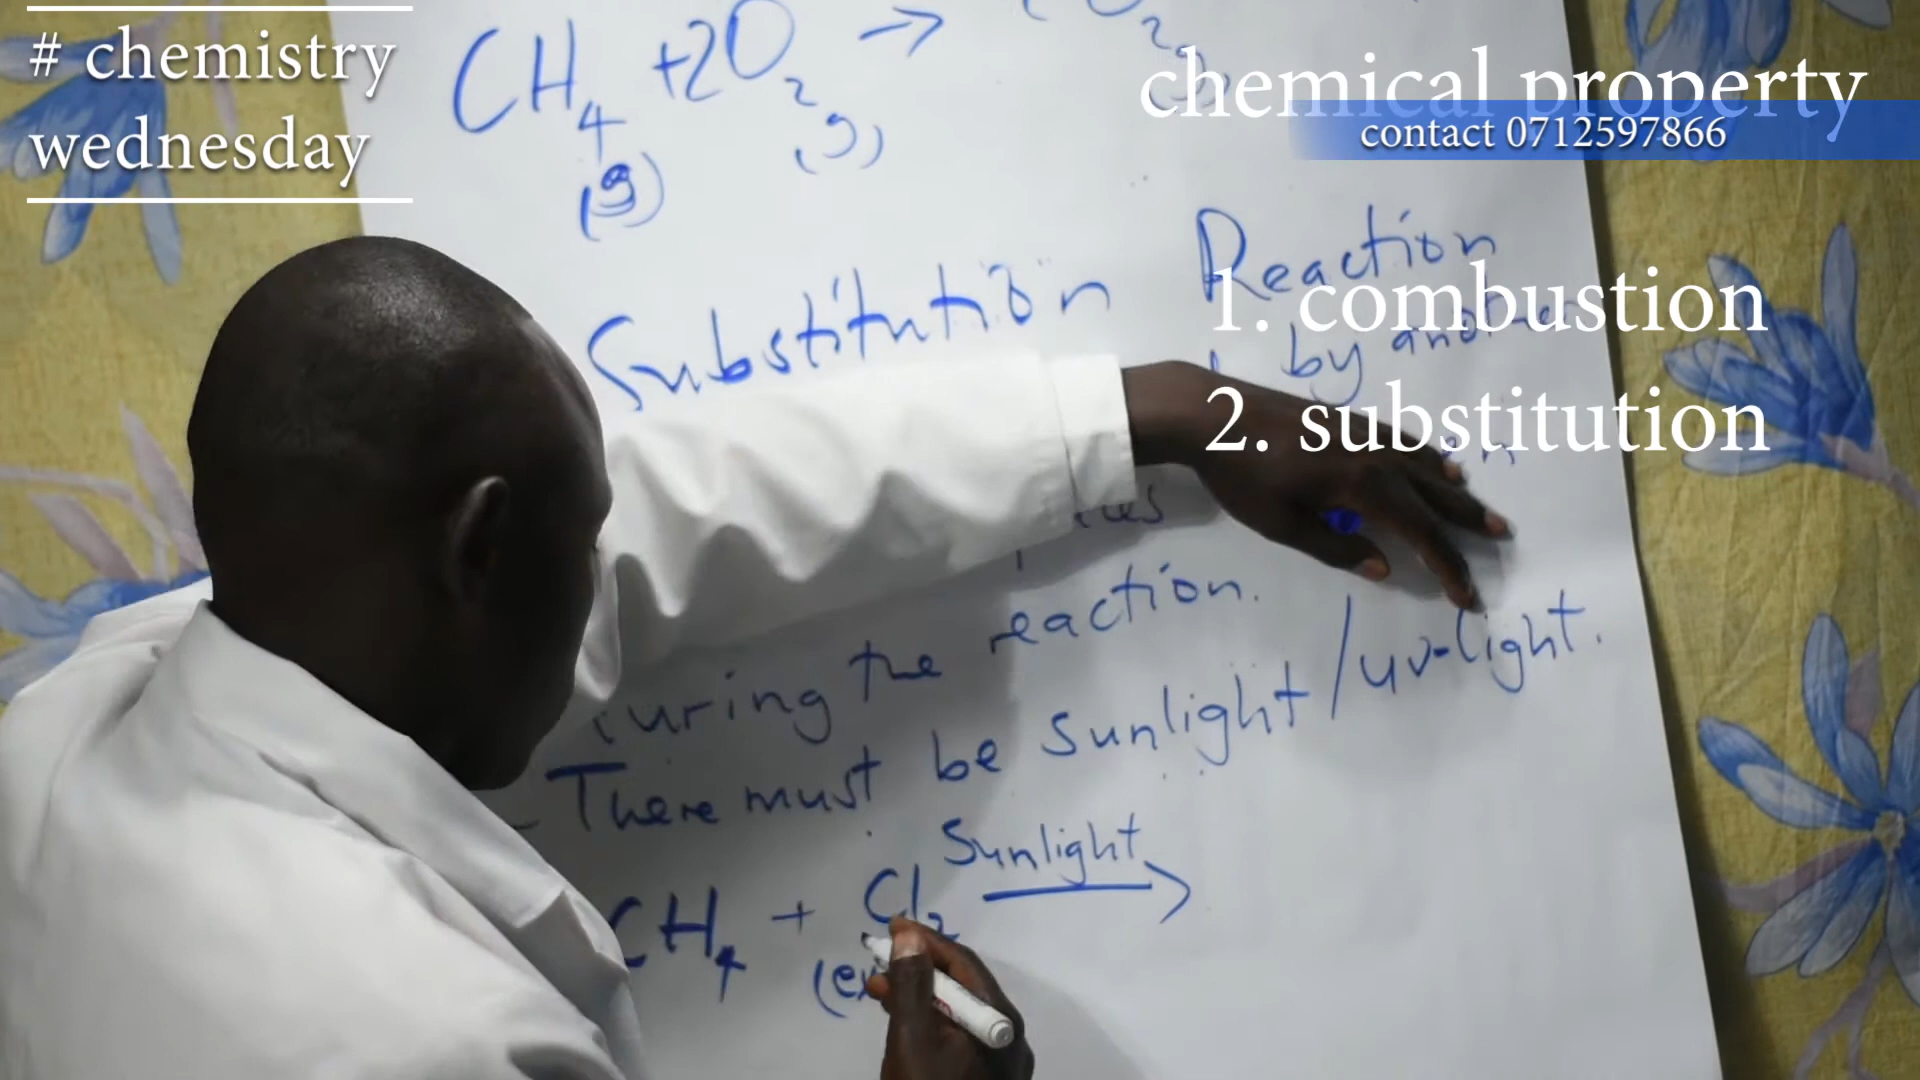 # chemistry
wednesday
chemical property
contact 0712597866
1. combustion
2. substitution
CH₄ + 2O₂ →
(g) (g)
Substitution Reaction
by another
the reaction.
There must be sunlight/uv-light.
CH₄ + Cl₂ Sunlight →